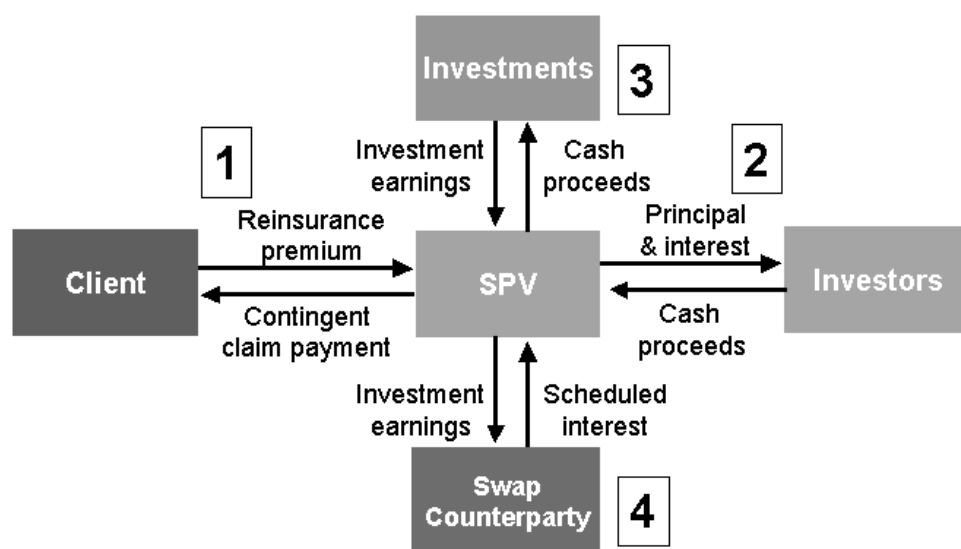 Investments
3
1
Investment
earnings
Cash
proceeds
2
Reinsurance
premium
Principal
& interest
Client
SPV
Investors
Contingent
claim payment
Cash
proceeds
Investment
earnings
Scheduled
interest
Swap
Counterparty
4